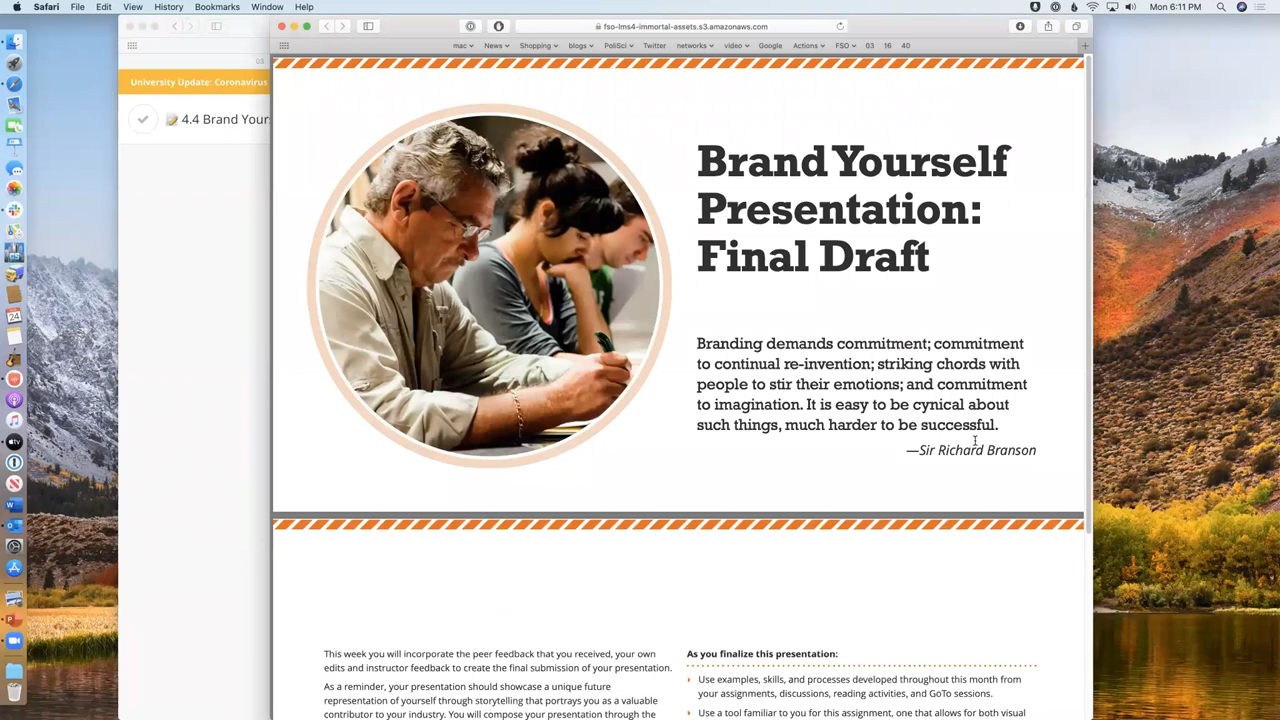 Safari File Edit View History Bookmarks Window Help
Mon 6:11 PM
fso-lms4-immortal-assets.s3.amazonaws.com
mac News Shopping blogs PoliSci Twitter networks video Google Actions FSO 03 16 40
03
University Update: Coronavirus
4.4 Brand Your
Brand Yourself
Presentation:
Final Draft
Branding demands commitment; commitment
to continual re-invention; striking chords with
people to stir their emotions; and commitment
to imagination. It is easy to be cynical about
such things, much harder to be successful.
—Sir Richard Branson
This week you will incorporate the peer feedback that you received, your own
edits and instructor feedback to create the final submission of your presentation.
As a reminder, your presentation should showcase a unique future
representation of yourself through storytelling that portrays you as a valuable
contributor to your industry. You will compose your presentation through the
As you finalize this presentation:
Use examples, skills, and processes developed throughout this month from
your assignments, discussions, reading activities, and GoTo sessions.
Use a tool familiar to you for this assignment, one that allows for both visual
24